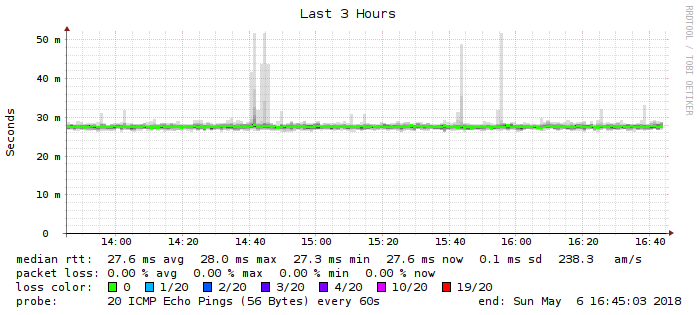 Last 3 Hours
RRDTOOL / TOBI OETIKER
Seconds
50 m
40 m
30 m
20 m
10 m
0
14:00 14:20 14:40 15:00 15:20 15:40 16:00 16:20 16:40
median rtt: 27.6 ms avg 28.0 ms max 27.3 ms min 27.6 ms now 0.1 ms sd 238.3 am/s
packet loss: 0.00 % avg 0.00 % max 0.00 % min 0.00 % now
loss color: 0 1/20 2/20 3/20 4/20 10/20 19/20
probe: 20 ICMP Echo Pings (56 Bytes) every 60s end: Sun May 6 16:45:03 2018